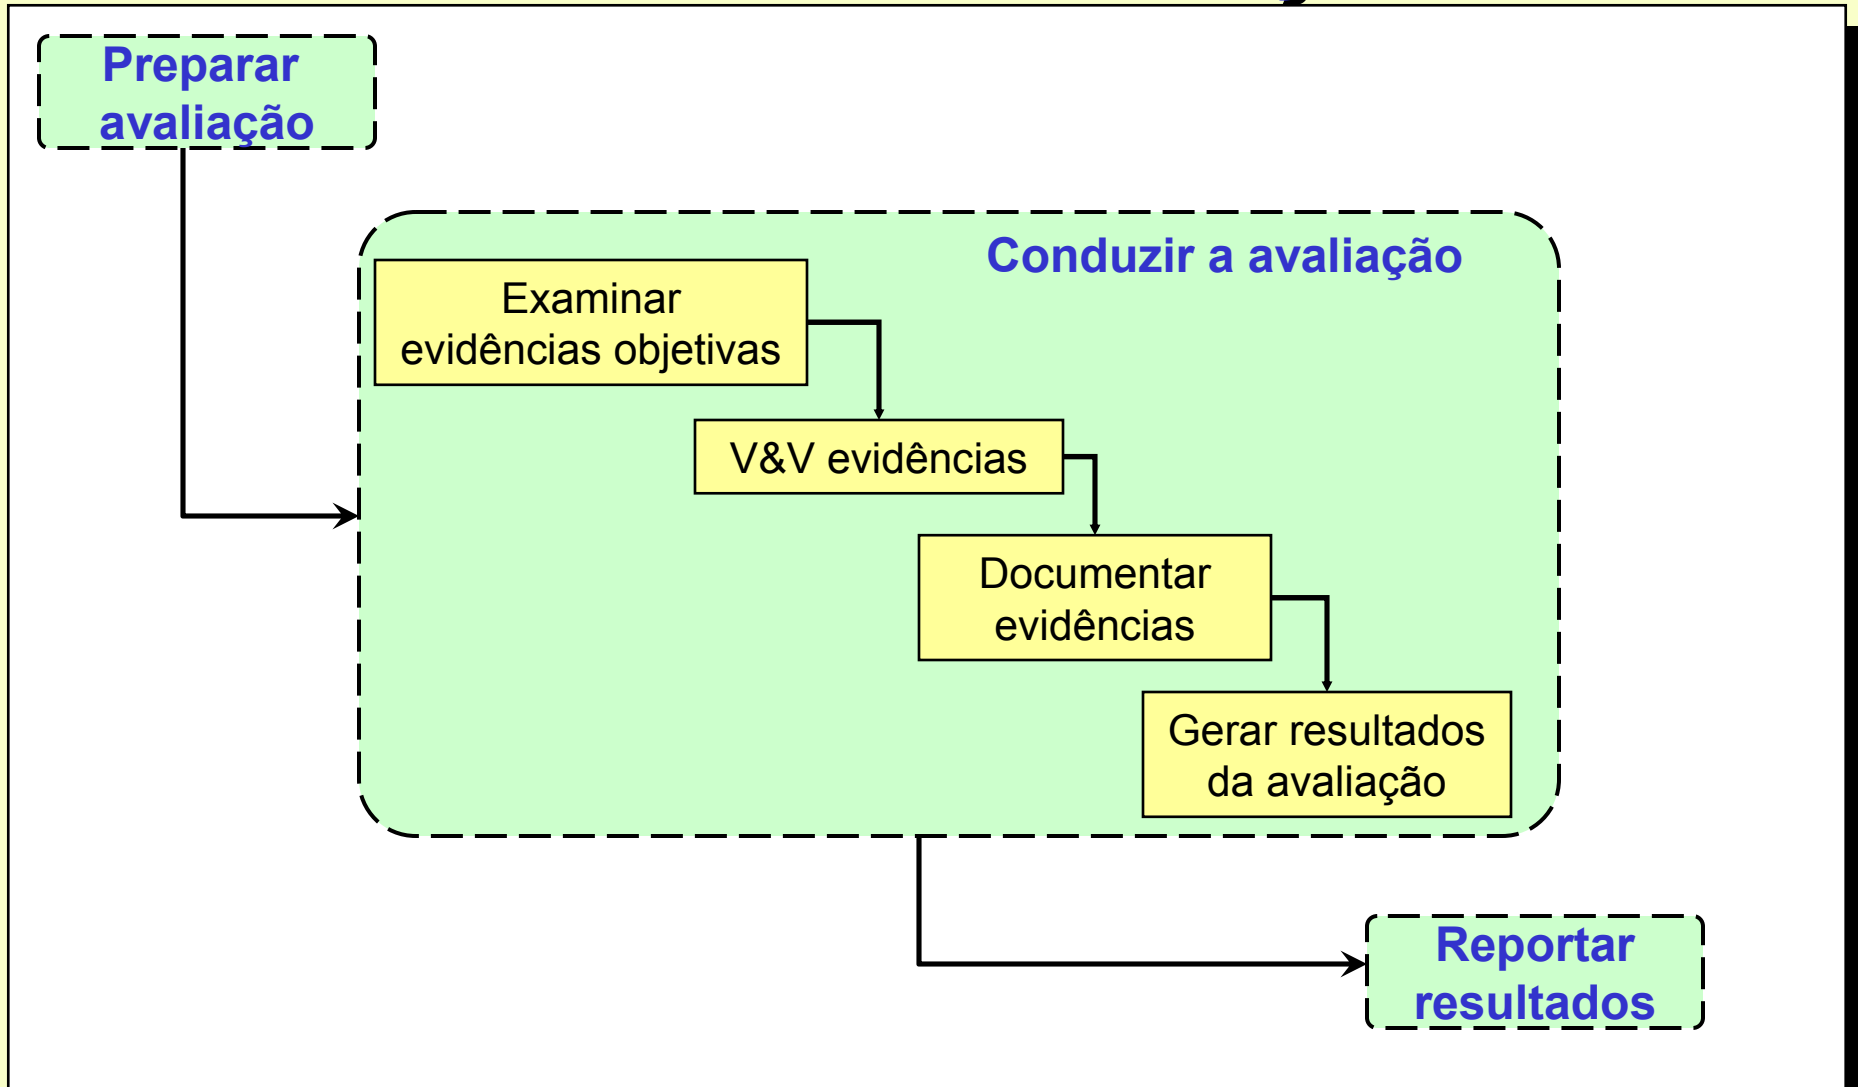 Preparar
avaliação
Conduzir a avaliação
Examinar
evidências objetivas
V&V evidências
Documentar
evidências
Gerar resultados
da avaliação
Reportar
resultados